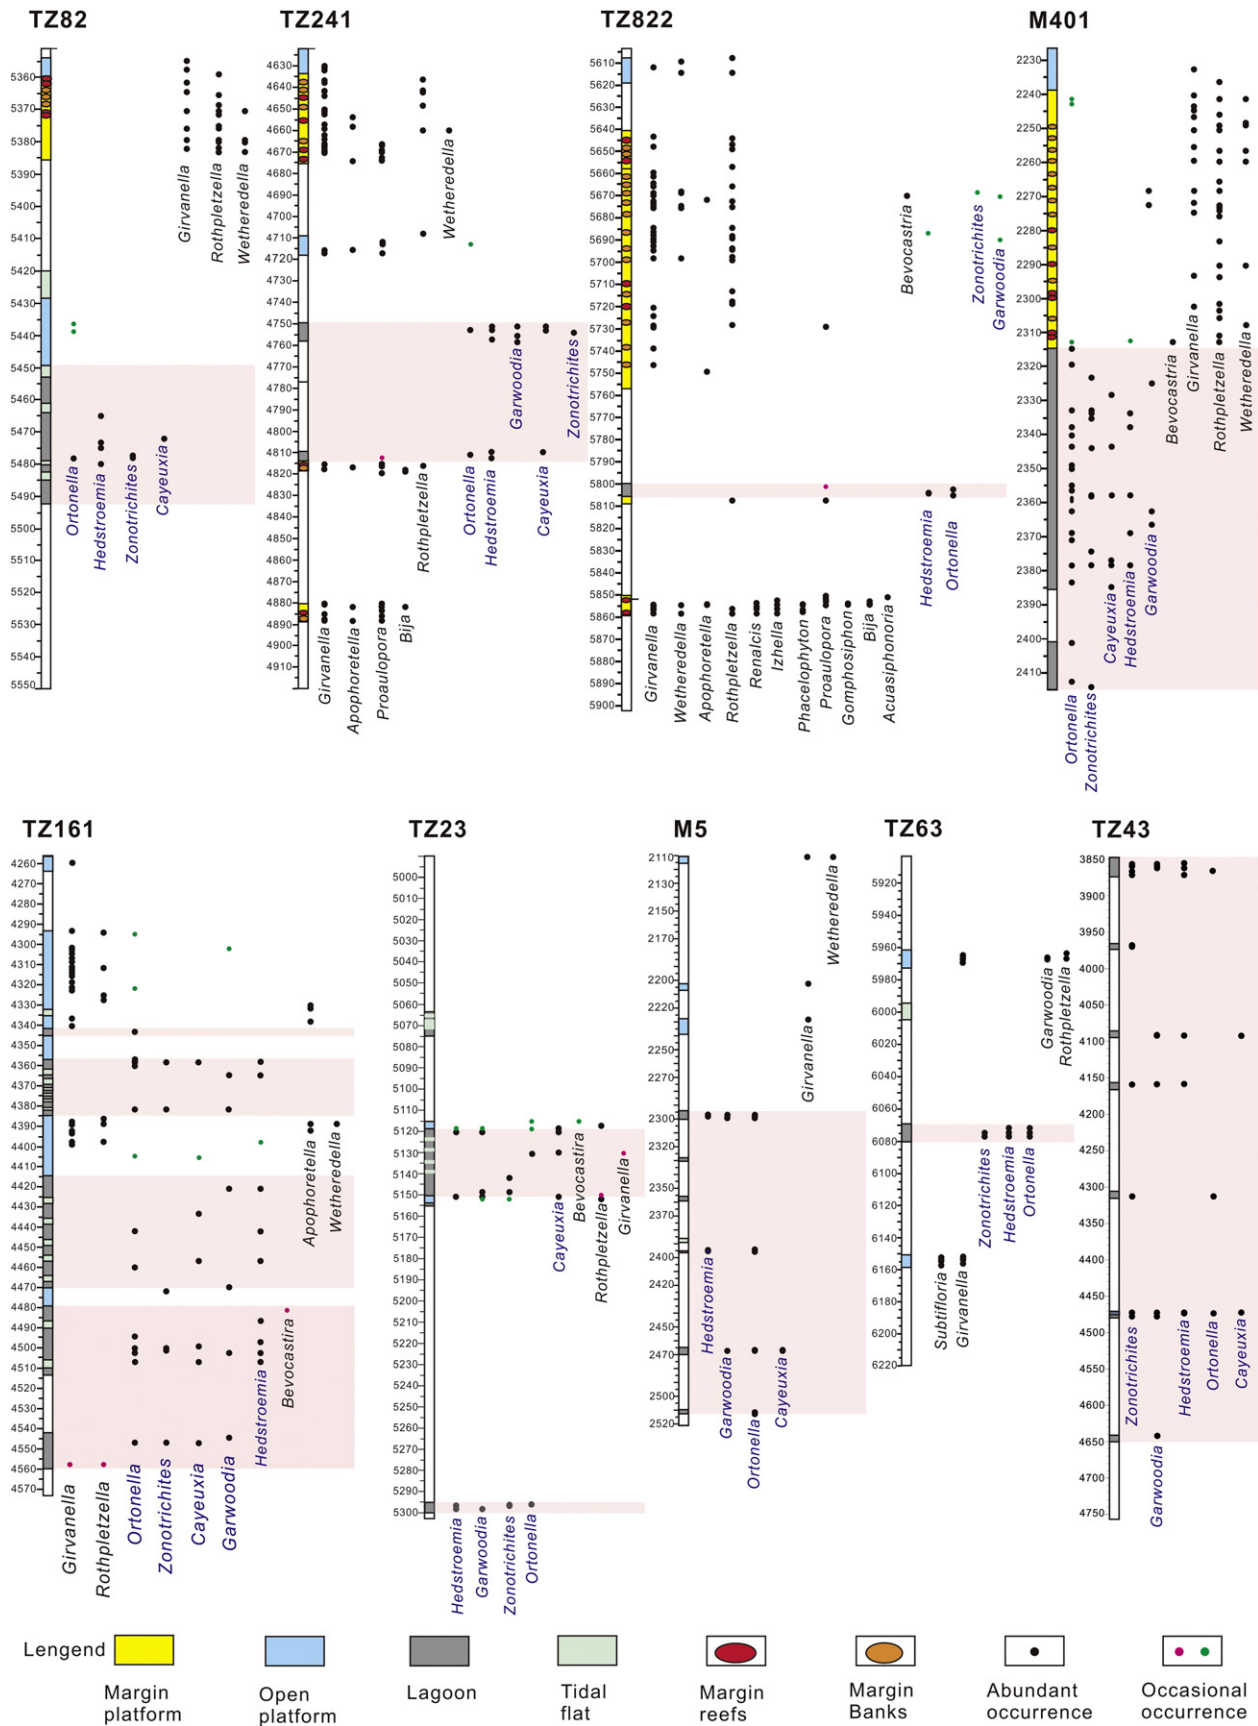 TZ82
TZ241
TZ822
M401
5360
5370
5380
5390
5400
5410
5420
5430
5440
5450
5460
5470
5480
5490
5500
5510
5520
5530
5540
5550
Girvanella
Rothpletzella
Wetheredella
Ortonella
Hedstroemia
Zonotrichites
Cayeuxia
4630
4640
4650
4660
4670
4680
4690
4700
4710
4720
4750
4760
4770
4780
4790
4800
4810
4820
4830
4840
4850
4860
4870
4880
4890
4900
4910
Girvanella
Apophoretella
Proaulopora
Bija
Rothpletzella
Wetheredella
Ortonella
Hedstroemia
Garwoodia
Cayeuxia
Zonotrichites
5610
5620
5630
5640
5650
5660
5670
5680
5690
5700
5710
5720
5730
5740
5750
5760
5770
5780
5790
5800
5810
5820
5830
5840
5850
5860
5870
5880
5890
5900
Girvanella
Wetheredella
Apophoretella
Rothpletzella
Renalcis
Izhella
Phacelophyton
Proaulopora
Gomphosiphon
Bija
Acuasiphonoria
Bevocastria
Hedstroemia
Ortonella
Zonotrichites
Garwoodia
2230
2240
2250
2260
2270
2280
2290
2300
2310
2320
2330
2340
2350
2360
2370
2380
2390
2400
2410
Ortonella
Zonotrichites
Cayeuxia
Hedstroemia
Garwoodia
Bevocastria
Girvanella
Rothpletzella
Wetheredella
TZ161
TZ23
M5
TZ63
TZ43
4260
4270
4280
4290
4300
4310
4320
4330
4340
4350
4360
4370
4380
4390
4400
4410
4420
4430
4450
4460
4470
4480
4490
4500
4510
4520
4530
4540
4550
4560
4570
Girvanella
Rothpletzella
Ortonella
Zonotrichites
Cayeuxia
Garwoodia
Hedstroemia
Bevocastira
Apophoretella
Wetheredella
5000
5010
5020
5030
5040
5050
5060
5070
5080
5090
5100
5110
5120
5130
5140
5150
5160
5170
5180
5190
5200
5210
5220
5230
5240
5250
5260
5270
5280
5290
5300
Hedstroemia
Garwoodia
Zonotrichites
Ortonella
Cayeuxia
Bevocastira
Rothpletzella
Girvanella
2110
2130
2150
2170
2200
2220
2250
2270
2300
2320
2350
2370
2400
2420
2450
2470
2500
2520
Hedstroemia
Garwoodia
Ortonella
Cayeuxia
Girvanella
Wetheredella
5920
5940
5960
5980
6000
6020
6040
6060
6080
6100
6120
6140
6160
6180
6200
6220
Subtifloria
Girvanella
Zonotrichites
Hedstroemia
Ortonella
Garwoodia
Rothpletzella
3850
3900
3950
4000
4050
4100
4150
4200
4250
4300
4350
4400
4450
4500
4550
4600
4650
4700
4750
Zonotrichites
Garwoodia
Hedstroemia
Ortonella
Cayeuxia
Lengend
Margin
platform
Open
platform
Lagoon
Tidal
flat
Margin
reefs
Margin
Banks
Abundant
occurrence
Occasional
occurrence